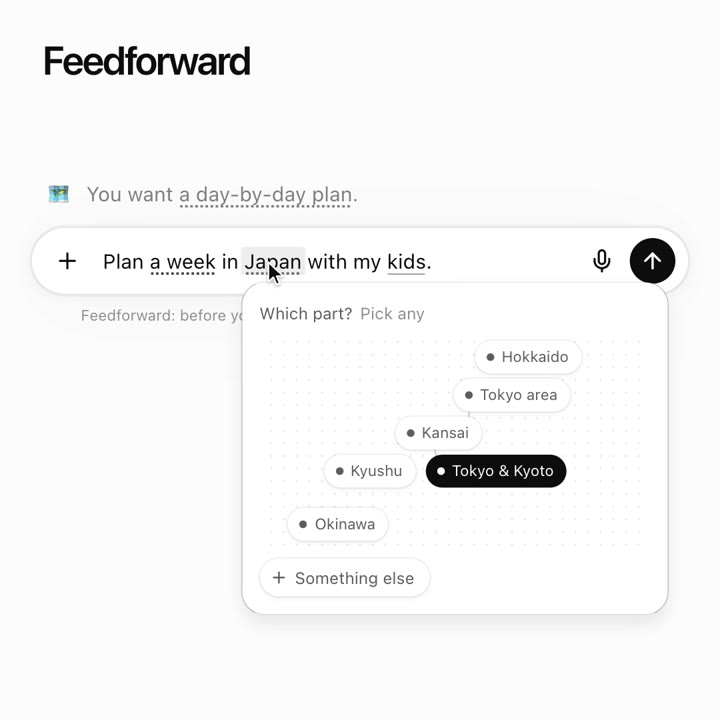 Feedforward
You want a day-by-day plan.
Plan a week in Japan with my kids.
Feedforward: before
Which part? Pick any
Hokkaido
Tokyo area
Kansai
Kyushu
Tokyo & Kyoto
Okinawa
Something else